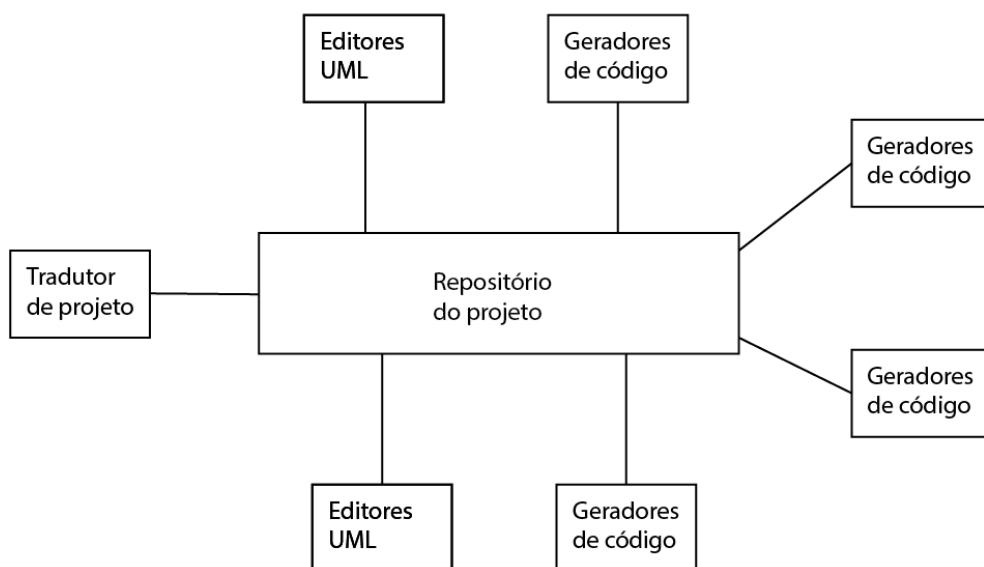 Editores
UML
Geradores
de código
Geradores
de código
Tradutor
de projeto
Repositório
do projeto
Geradores
de código
Editores
UML
Geradores
de código